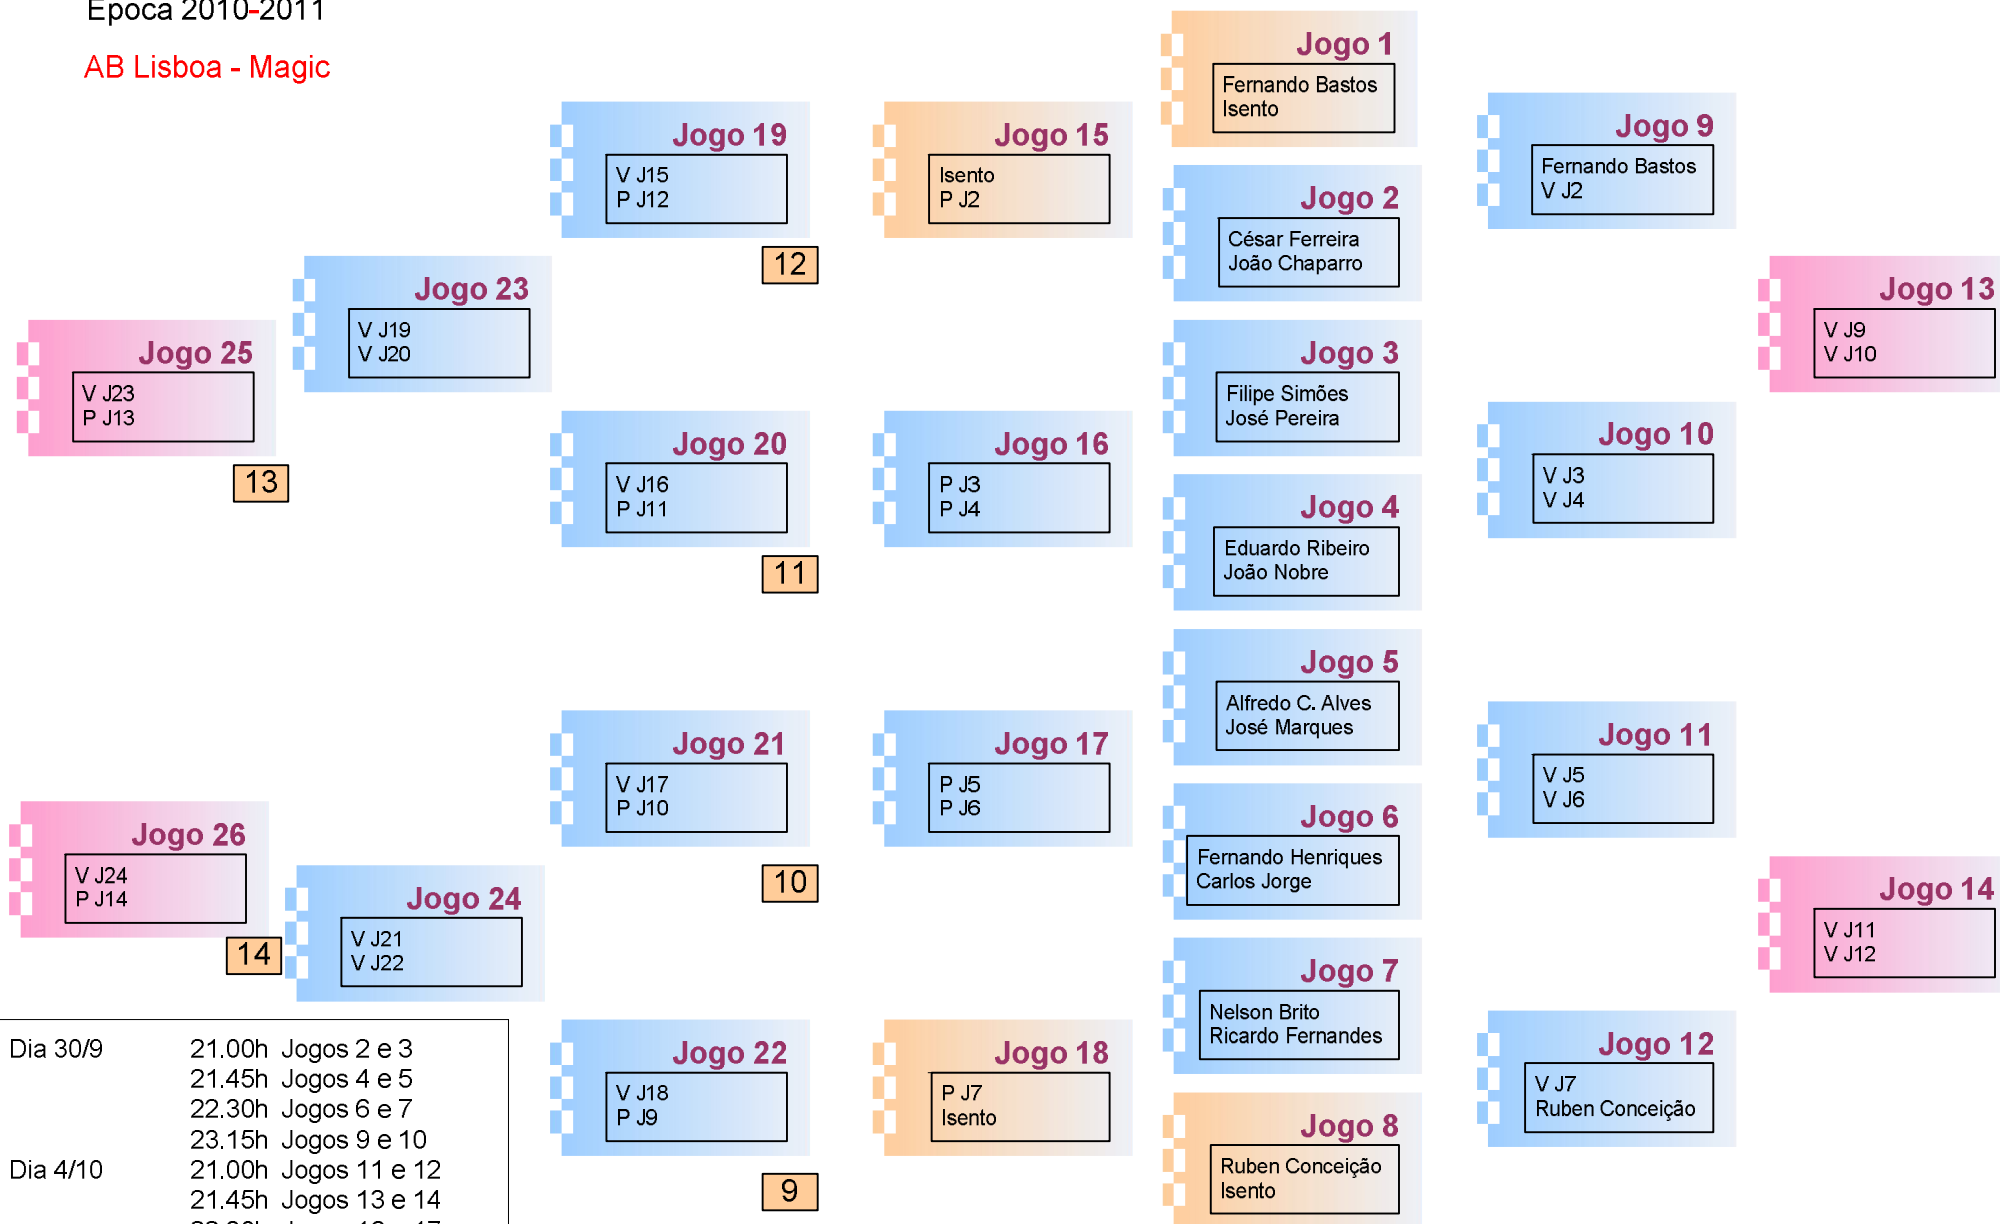 Época 2010-2011
AB Lisboa - Magic
Jogo 1
Fernando Bastos
Isento
Jogo 19
V J15
P J12
12
Jogo 15
Isento
P J2
Jogo 9
Fernando Bastos
V J2
Jogo 2
César Ferreira
João Chaparro
Jogo 23
V J19
V J20
Jogo 13
V J9
V J10
Jogo 25
V J23
P J13
13
Jogo 3
Filipe Simões
José Pereira
Jogo 20
V J16
P J11
11
Jogo 16
P J3
P J4
Jogo 10
V J3
V J4
Jogo 4
Eduardo Ribeiro
João Nobre
Jogo 5
Alfredo C. Alves
José Marques
Jogo 21
V J17
P J10
10
Jogo 17
P J5
P J6
Jogo 11
V J5
V J6
Jogo 6
Fernando Henriques
Carlos Jorge
Jogo 26
V J24
P J14
14
Jogo 24
V J21
V J22
Jogo 14
V J11
V J12
Jogo 7
Nelson Brito
Ricardo Fernandes
Jogo 22
V J18
P J9
9
Jogo 18
P J7
Isento
Jogo 12
V J7
Ruben Conceição
Jogo 8
Ruben Conceição
Isento
Dia 30/9 21.00h Jogos 2 e 3
21.45h Jogos 4 e 5
22.30h Jogos 6 e 7
23.15h Jogos 9 e 10
Dia 4/10 21.00h Jogos 11 e 12
21.45h Jogos 13 e 14